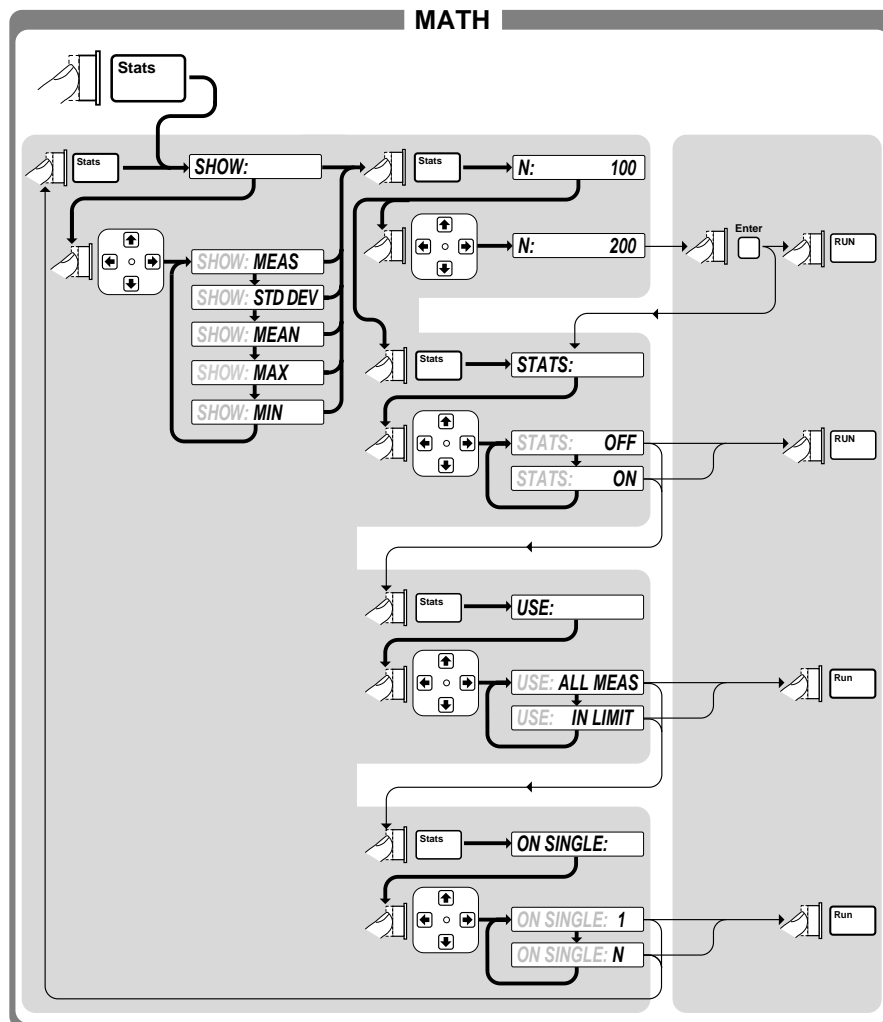 MATH
Stats
Stats
SHOW:
Stats
N: 100
Enter
N: 200
RUN
SHOW: MEAS
SHOW: STD DEV
SHOW: MEAN
SHOW: MAX
SHOW: MIN
Stats
STATS:
STATS: OFF
RUN
STATS: ON
Stats
USE:
USE: ALL MEAS
Run
USE: IN LIMIT
Stats
ON SINGLE:
ON SINGLE: 1
Run
ON SINGLE: N